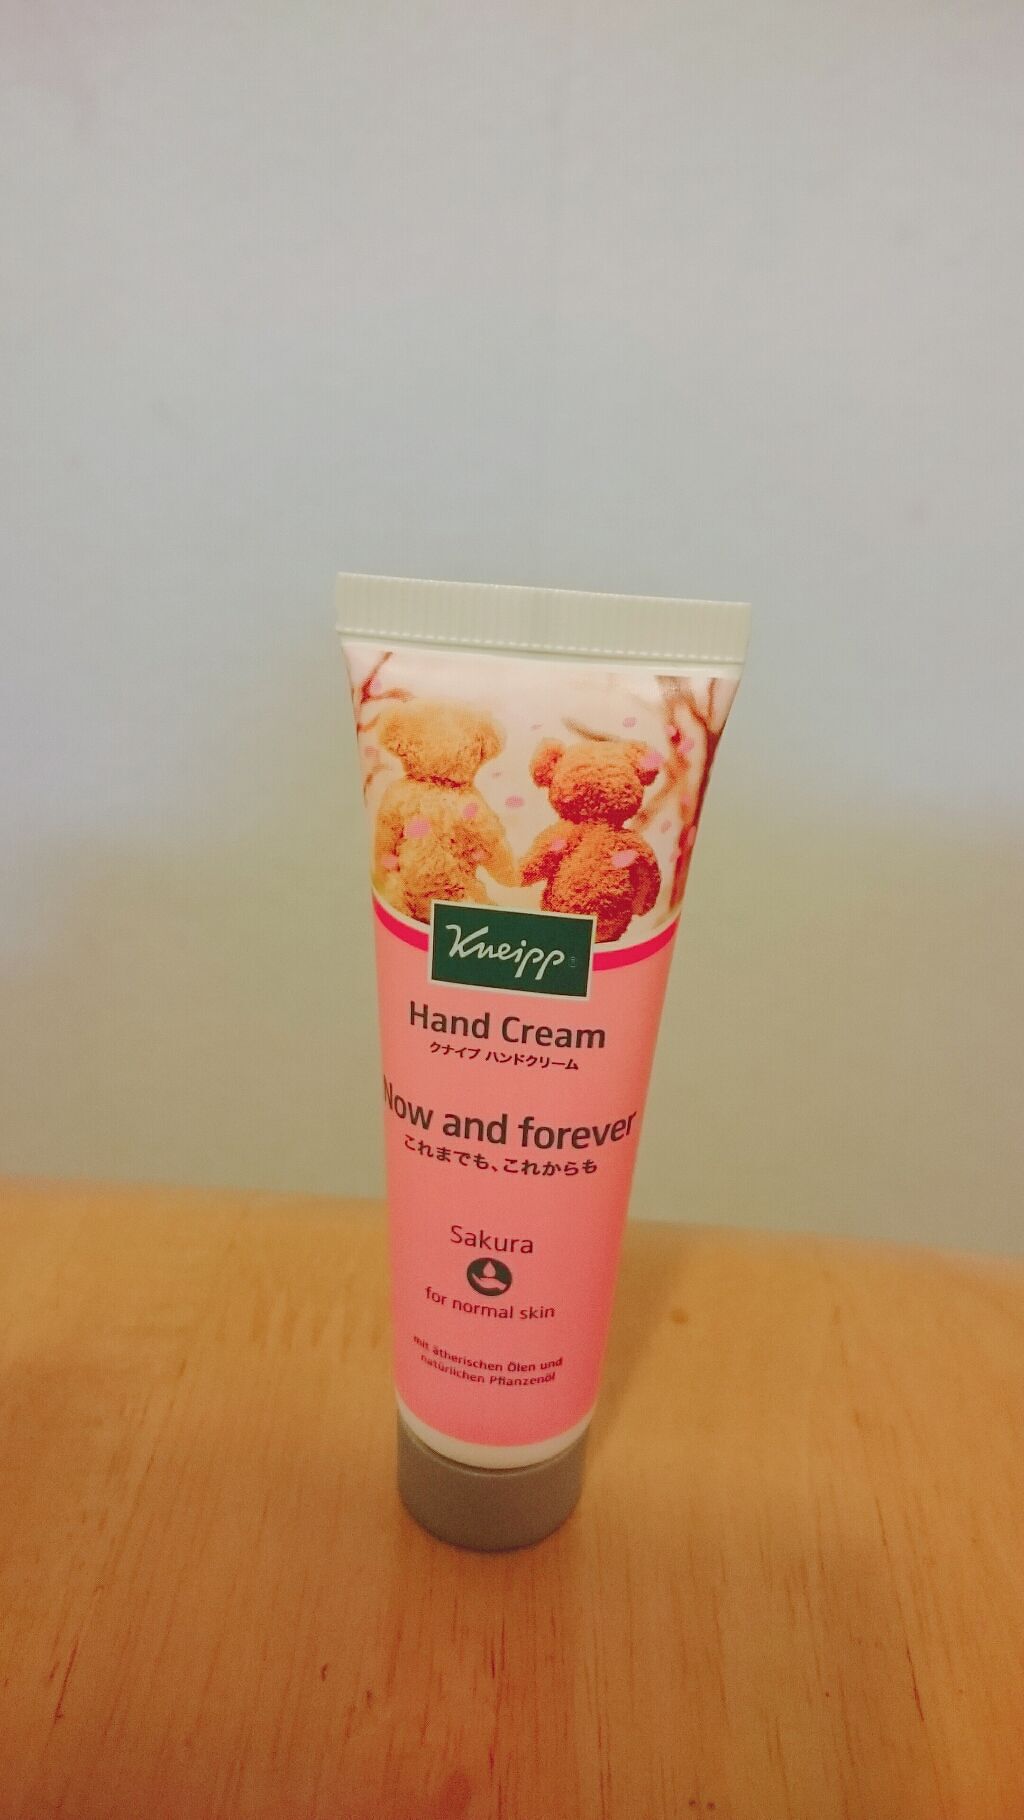 Kneipp®
Hand Cream
クナイプ ハンドクリーム
Now and forever
これまでも、これからも
Sakura
for normal skin
mit ätherischen Ölen und
natürlichen Pflanzenöl